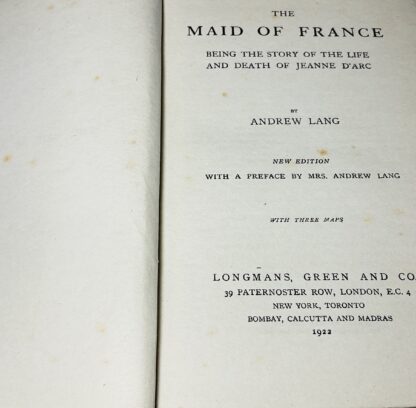 THE
MAID OF FRANCE
BEING THE STORY OF THE LIFE
AND DEATH OF JEANNE D'ARC
BY
ANDREW LANG
NEW EDITION
WITH A PREFACE BY MRS. ANDREW LANG
WITH THREE MAPS
LONGMANS, GREEN AND CO
39 PATERNOSTER ROW, LONDON, E.C. 4
NEW YORK, TORONTO
BOMBAY, CALCUTTA AND MADRAS
1922